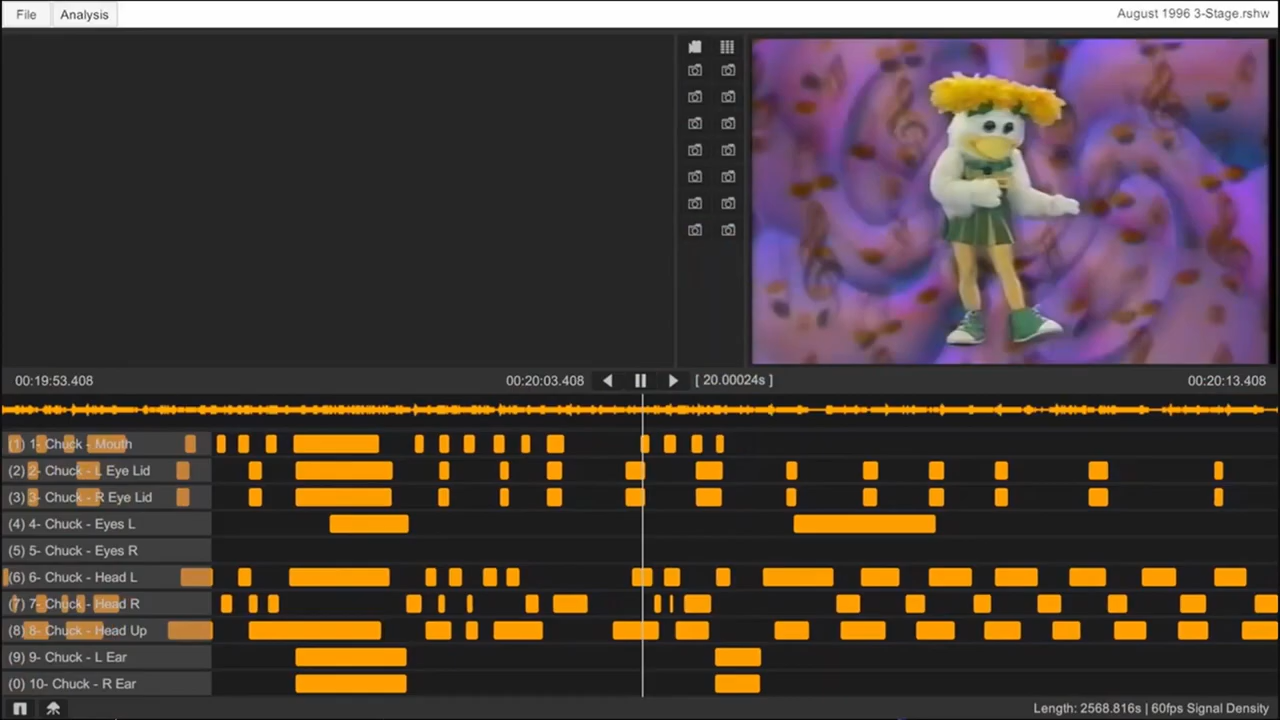 File Analysis August 1996 3-Stage.rshw
00:19:53.408 00:20:03.408 [ 20.00024s ] 00:20:13.408
(1) 1- Chuck - Mouth
(2) 2- Chuck - L Eye Lid
(3) 3- Chuck - R Eye Lid
(4) 4- Chuck - Eyes L
(5) 5- Chuck - Eyes R
(6) 6- Chuck - Head L
(7) 7- Chuck - Head R
(8) 8- Chuck - Head Up
(9) 9- Chuck - L Ear
(0) 10- Chuck - R Ear
Length: 2568.816s | 60fps Signal Density